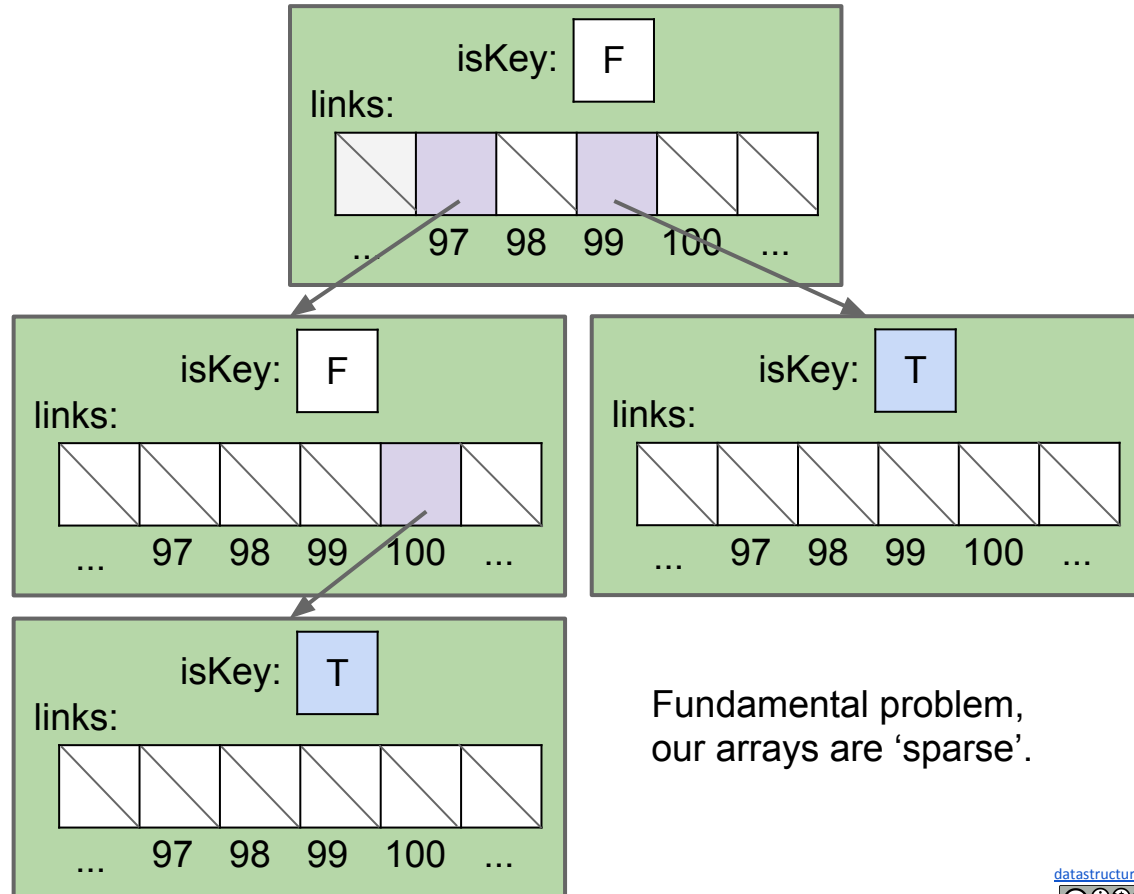 isKey: F
links:
... 97 98 99 100 ...
isKey: F
links:
... 97 98 99 100 ...
isKey: T
links:
... 97 98 99 100 ...
isKey: T
links:
... 97 98 99 100 ...
Fundamental problem,
our arrays are ‘sparse’.
datastructur